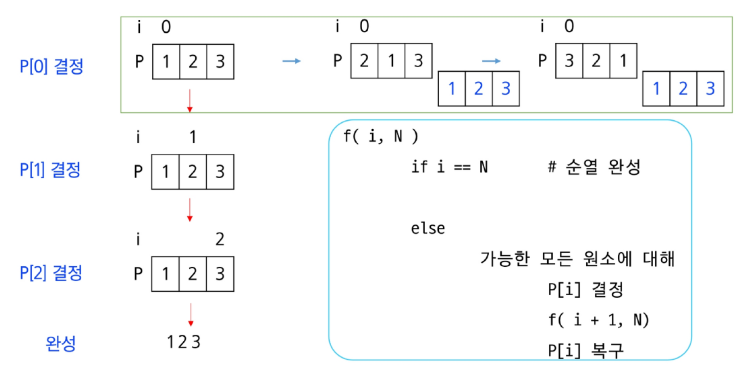 i 0
P[0] 결정
P 1 2 3
i 0
P 2 1 3
1 2 3
i 0
P 3 2 1
1 2 3
i 1
P[1] 결정
P 1 2 3
i 2
P[2] 결정
P 1 2 3
완성
123
f( i, N )
if i == N # 순열 완성
else
가능한 모든 원소에 대해
P[i] 결정
f( i + 1, N)
P[i] 복구